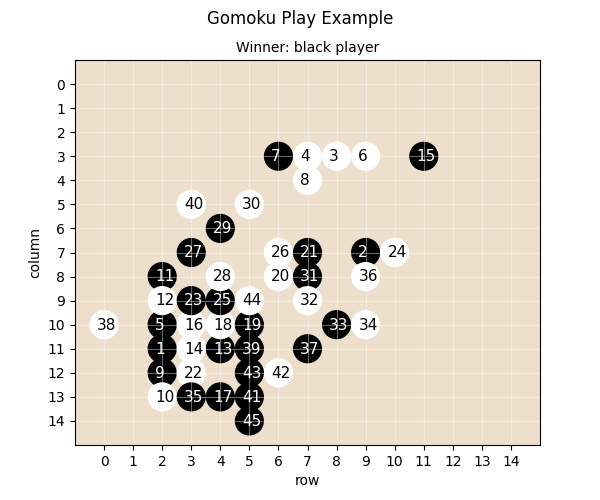 Gomoku Play Example
Winner: black player
0
1
2
3 7 4 3 6 15
4 8
5 40 30
6 29
7 27 26 21 2 24
8 11 28 20 31 36
9 12 23 25 44 32
10 38 5 16 18 19 33 34
11 1 14 13 39 37
12 9 22 43 42
13 10 35 17 41
14 45
column
0 1 2 3 4 5 6 7 8 9 10 11 12 13 14
row